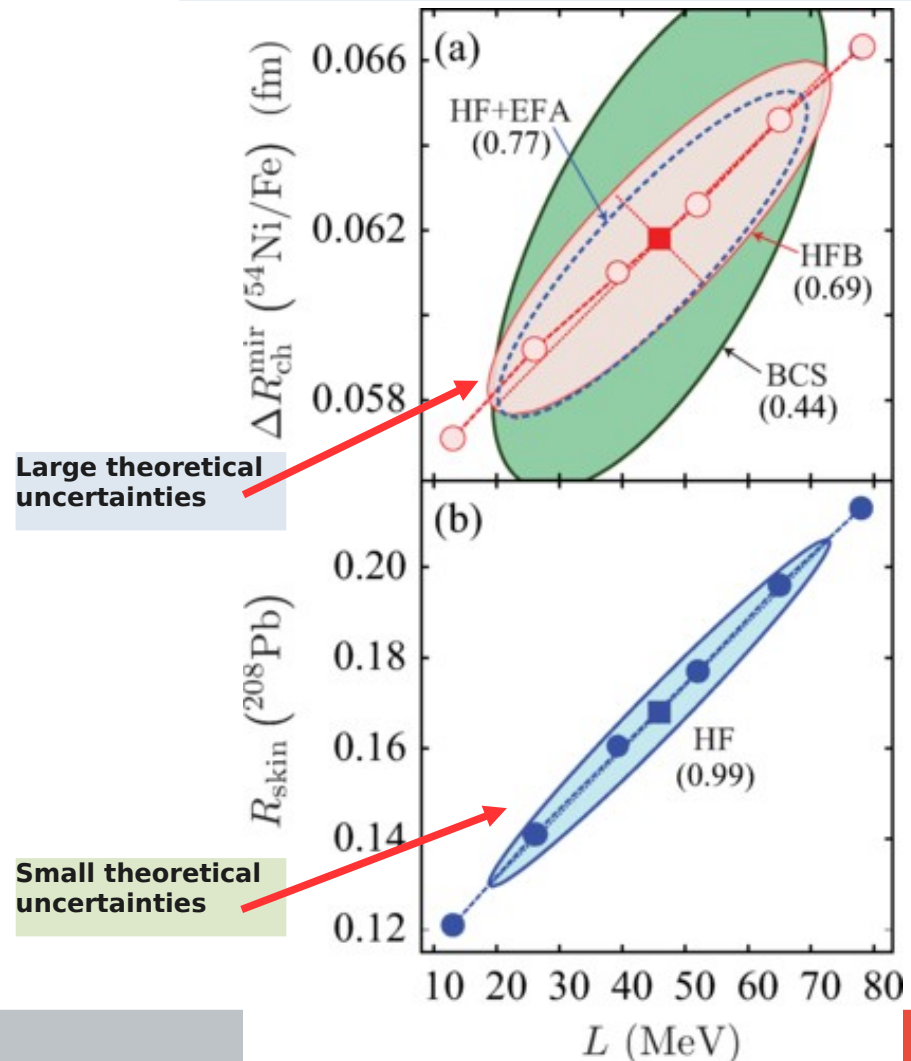 (a)
0.066
0.062
0.058
ΔR_ch^mir (⁵⁴Ni/Fe) (fm)
HF+EFA
(0.77)
HFB
(0.69)
BCS
(0.44)
Large theoretical
uncertainties
(b)
0.20
0.18
0.16
0.14
0.12
R_skin (²⁰⁸Pb)
HF
(0.99)
Small theoretical
uncertainties
10 20 30 40 50 60 70 80
L (MeV)